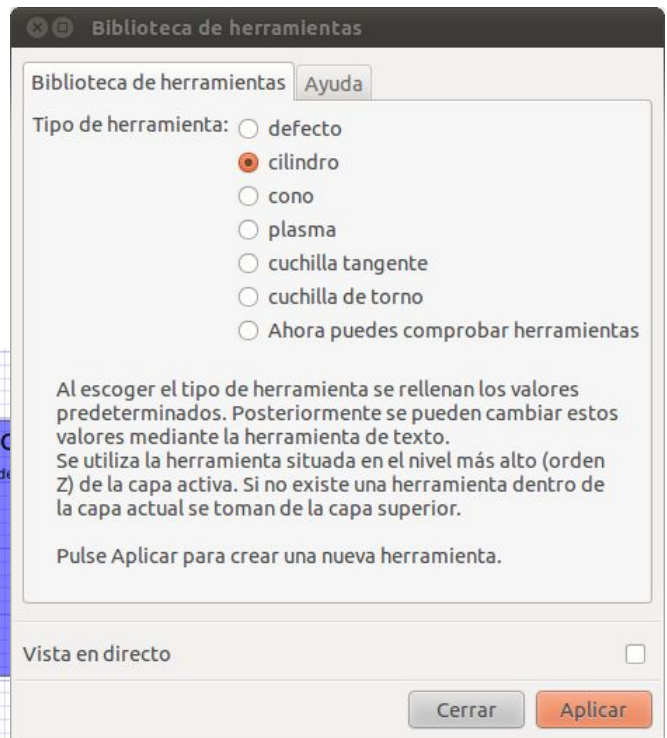 Biblioteca de herramientas
Biblioteca de herramientas Ayuda
Tipo de herramienta: defecto
cilindro
cono
plasma
cuchilla tangente
cuchilla de torno
Ahora puedes comprobar herramientas
Al escoger el tipo de herramienta se rellenan los valores
predeterminados. Posteriormente se pueden cambiar estos
valores mediante la herramienta de texto.
Se utiliza la herramienta situada en el nivel más alto (orden
Z) de la capa activa. Si no existe una herramienta dentro de
la capa actual se toman de la capa superior.
Pulse Aplicar para crear una nueva herramienta.
Vista en directo
Cerrar Aplicar